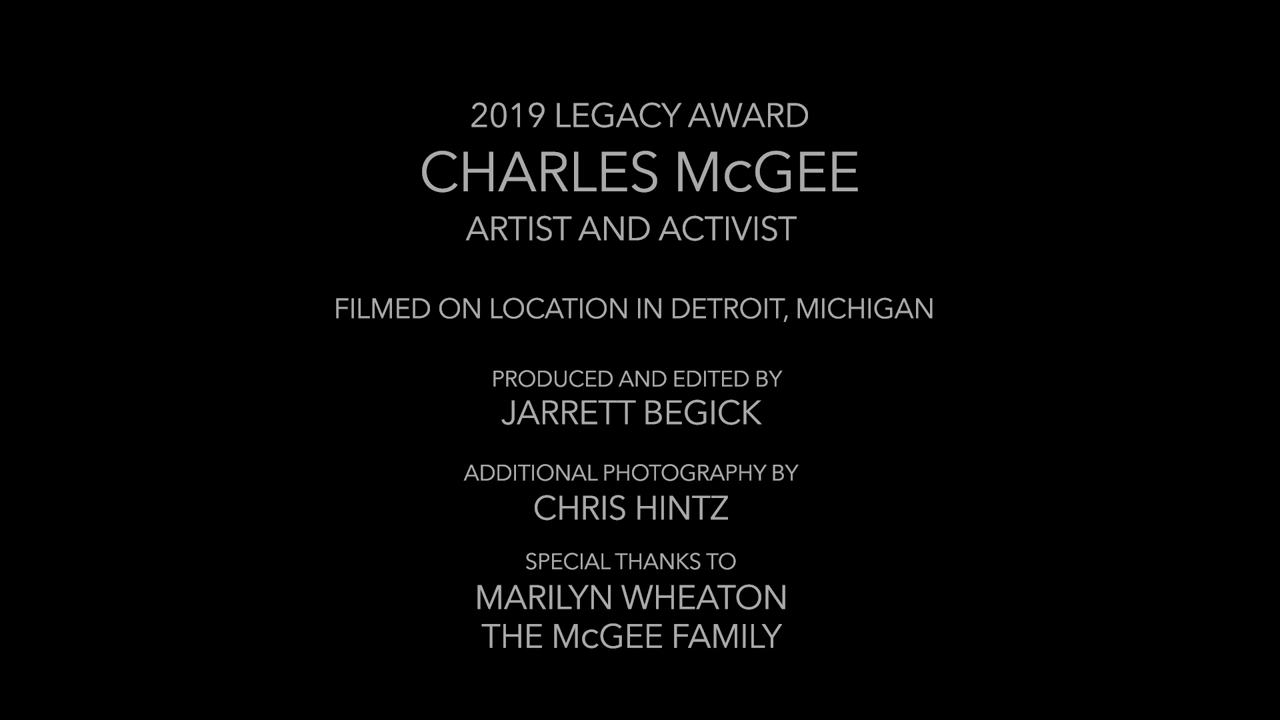 2019 LEGACY AWARD
CHARLES McGEE
ARTIST AND ACTIVIST
FILMED ON LOCATION IN DETROIT, MICHIGAN
PRODUCED AND EDITED BY
JARRETT BEGICK
ADDITIONAL PHOTOGRAPHY BY
CHRIS HINTZ
SPECIAL THANKS TO
MARILYN WHEATON
THE McGEE FAMILY